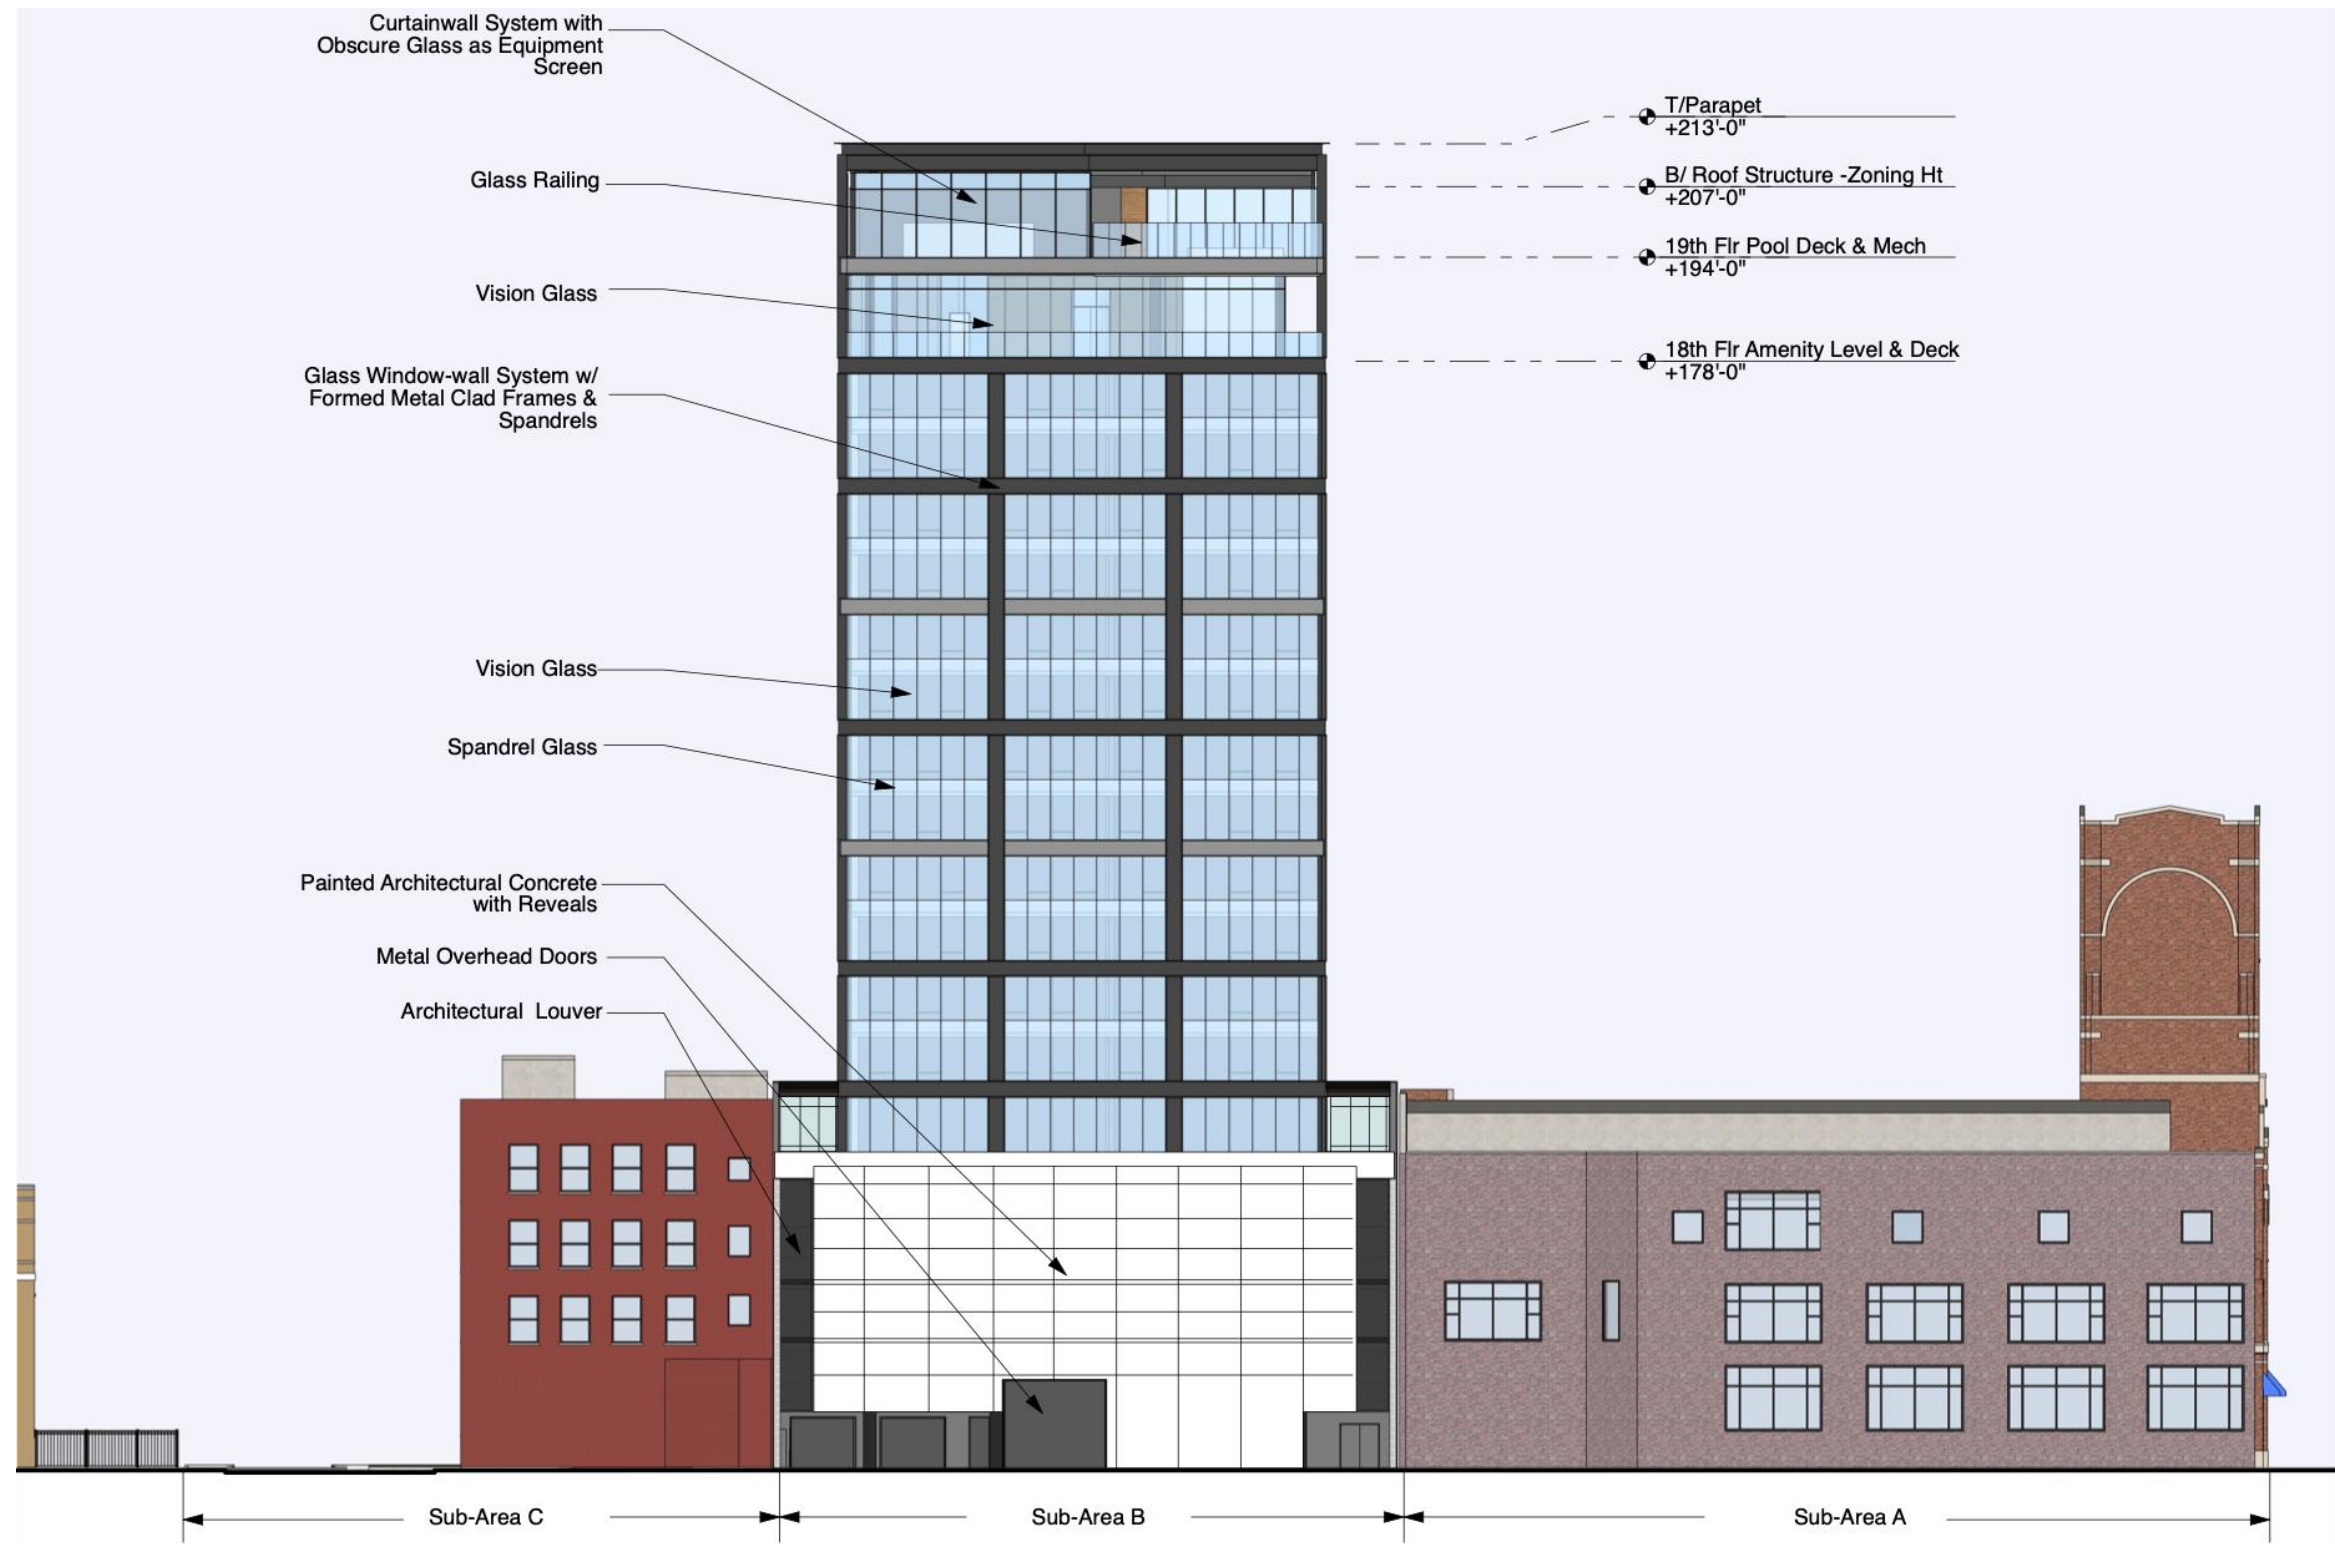 Curtainwall System with
Obscure Glass as Equipment
Screen
T/Parapet
+213'-0"
Glass Railing
B/ Roof Structure -Zoning Ht
+207'-0"
19th Flr Pool Deck & Mech
+194'-0"
Vision Glass
18th Flr Amenity Level & Deck
+178'-0"
Glass Window-wall System w/
Formed Metal Clad Frames &
Spandrels
Vision Glass
Spandrel Glass
Painted Architectural Concrete
with Reveals
Metal Overhead Doors
Architectural Louver
Sub-Area C
Sub-Area B
Sub-Area A